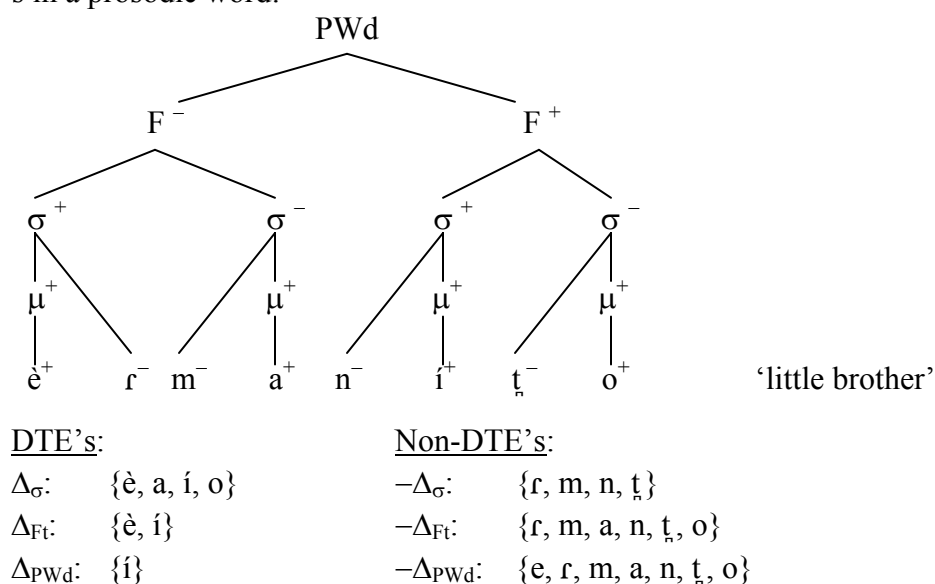 s in a prosodic word.
PWd
F⁻ F⁺
σ⁺ σ⁻ σ⁺ σ⁻
μ⁺ μ⁺ μ⁺ μ⁺
è⁺ ɾ⁻ m⁻ a⁺ n⁻ í⁺ t̪⁻ o⁺ ‘little brother’
DTE’s: Non-DTE’s:
Δσ: {è, a, í, o} −Δσ: {ɾ, m, n, t̪}
ΔFt: {è, í} −ΔFt: {ɾ, m, a, n, t̪, o}
ΔPWd: {í} −ΔPWd: {e, ɾ, m, a, n, t̪, o}